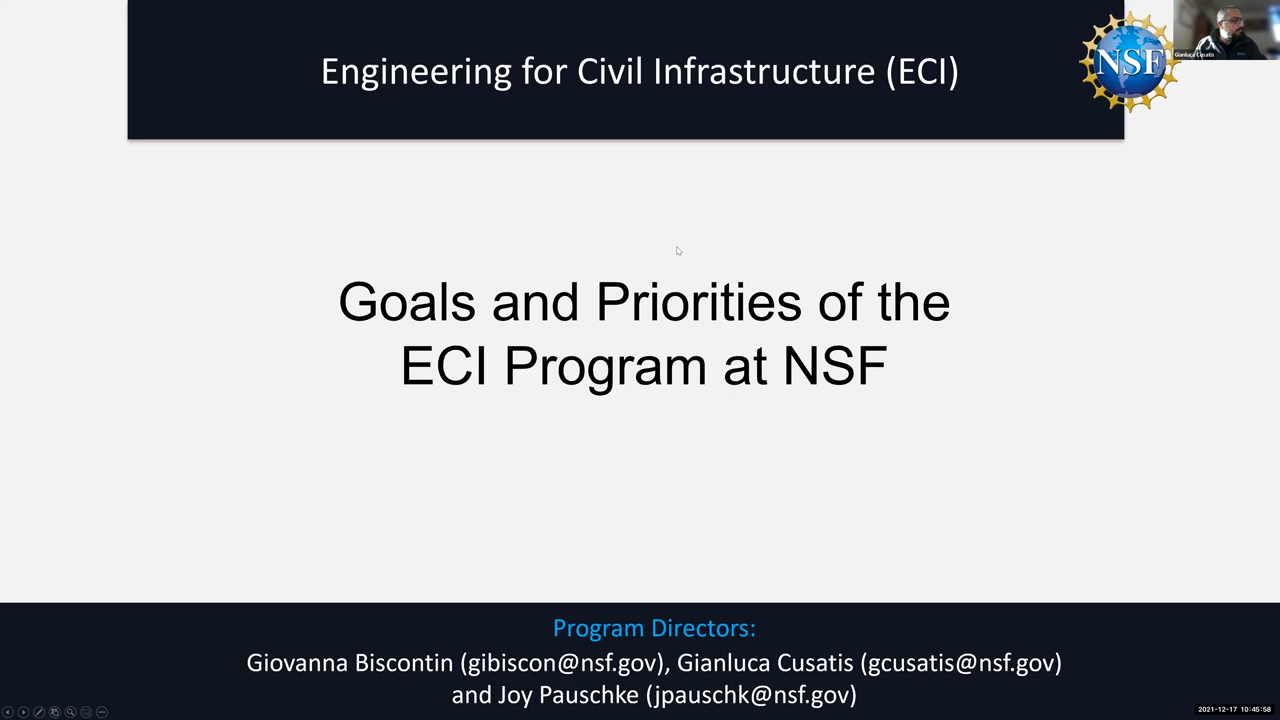 Engineering for Civil Infrastructure (ECI)
NSF
Gianluca Cusatis
Goals and Priorities of the
ECI Program at NSF
Program Directors:
Giovanna Biscontin (gibiscon@nsf.gov), Gianluca Cusatis (gcusatis@nsf.gov)
and Joy Pauschke (jpauschk@nsf.gov)
2021-12-17 10:45:58